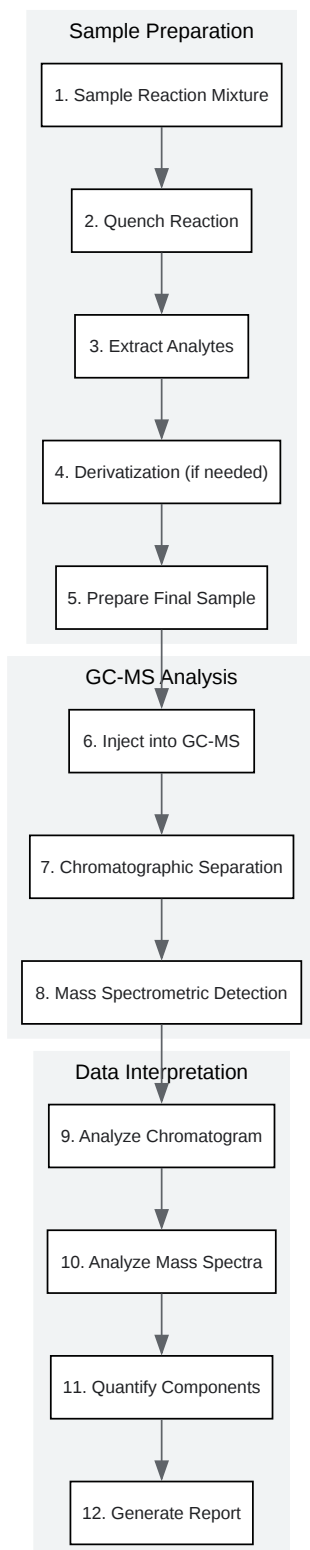 Sample Preparation
1. Sample Reaction Mixture
2. Quench Reaction
3. Extract Analytes
4. Derivatization (if needed)
5. Prepare Final Sample
GC-MS Analysis
6. Inject into GC-MS
7. Chromatographic Separation
8. Mass Spectrometric Detection
Data Interpretation
9. Analyze Chromatogram
10. Analyze Mass Spectra
11. Quantify Components
12. Generate Report